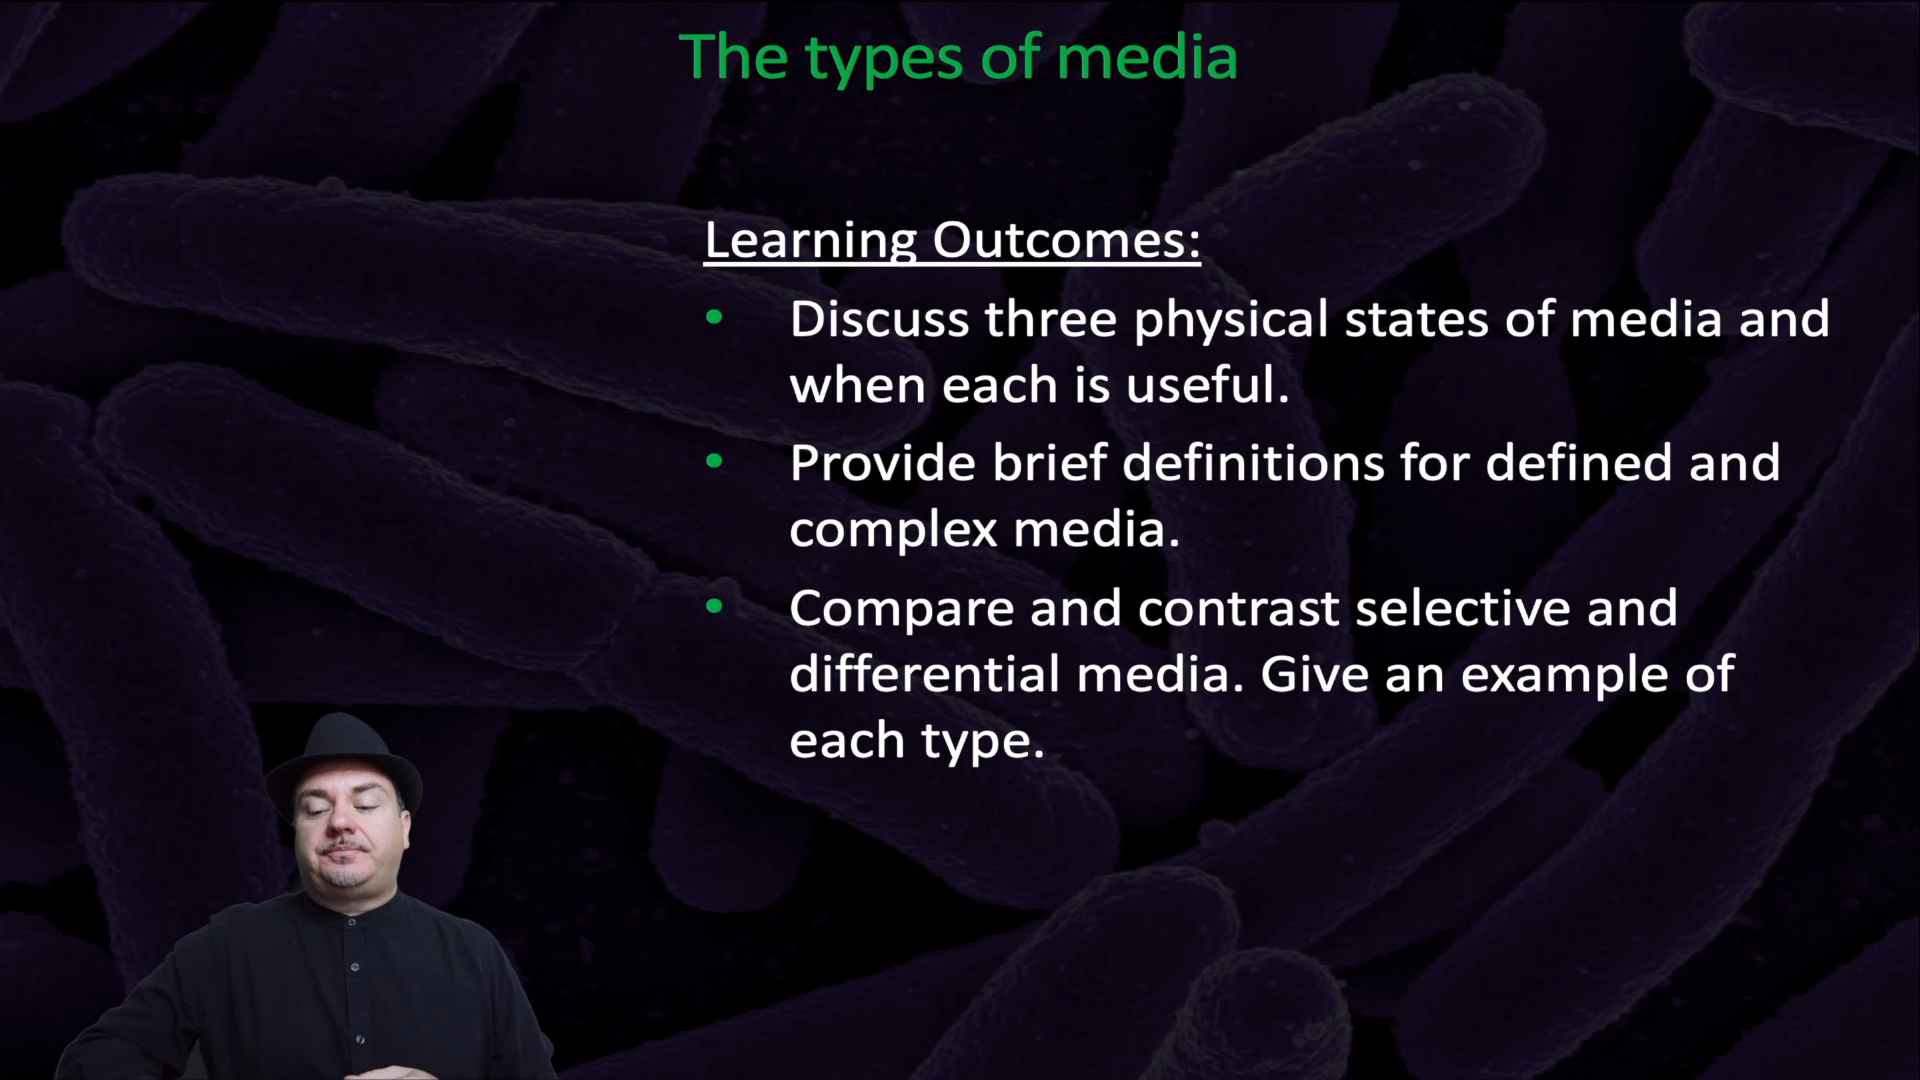 The types of media
Learning Outcomes:
• Discuss three physical states of media and
when each is useful.
• Provide brief definitions for defined and
complex media.
• Compare and contrast selective and
differential media. Give an example of
each type.